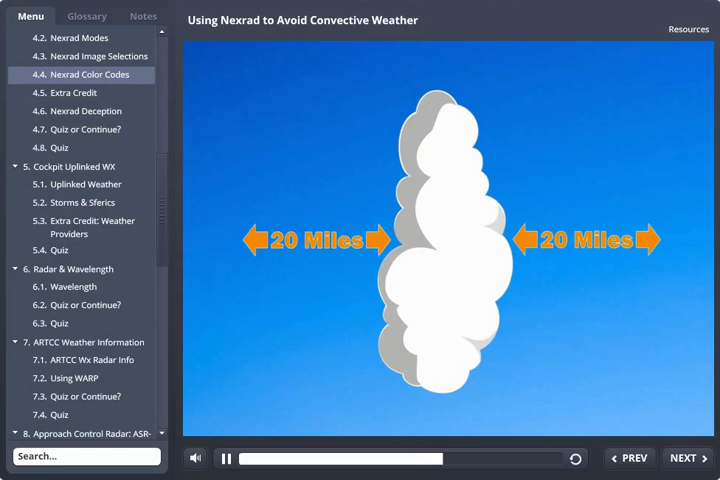 Menu
Glossary
Notes
Using Nexrad to Avoid Convective Weather
Resources
4.2. Nexrad Modes
4.3. Nexrad Image Selections
4.4. Nexrad Color Codes
4.5. Extra Credit
4.6. Nexrad Deception
4.7. Quiz or Continue?
4.8. Quiz
5. Cockpit Uplinked WX
5.1. Uplinked Weather
5.2. Storms & Sferics
5.3. Extra Credit: Weather
Providers
5.4. Quiz
6. Radar & Wavelength
6.1. Wavelength
6.2. Quiz or Continue?
6.3. Quiz
7. ARTCC Weather Information
7.1. ARTCC Wx Radar Info
7.2. Using WARP
7.3. Quiz or Continue?
7.4. Quiz
8. Approach Control Radar: ASR-
Search...
20 Miles
20 Miles
PREV
NEXT